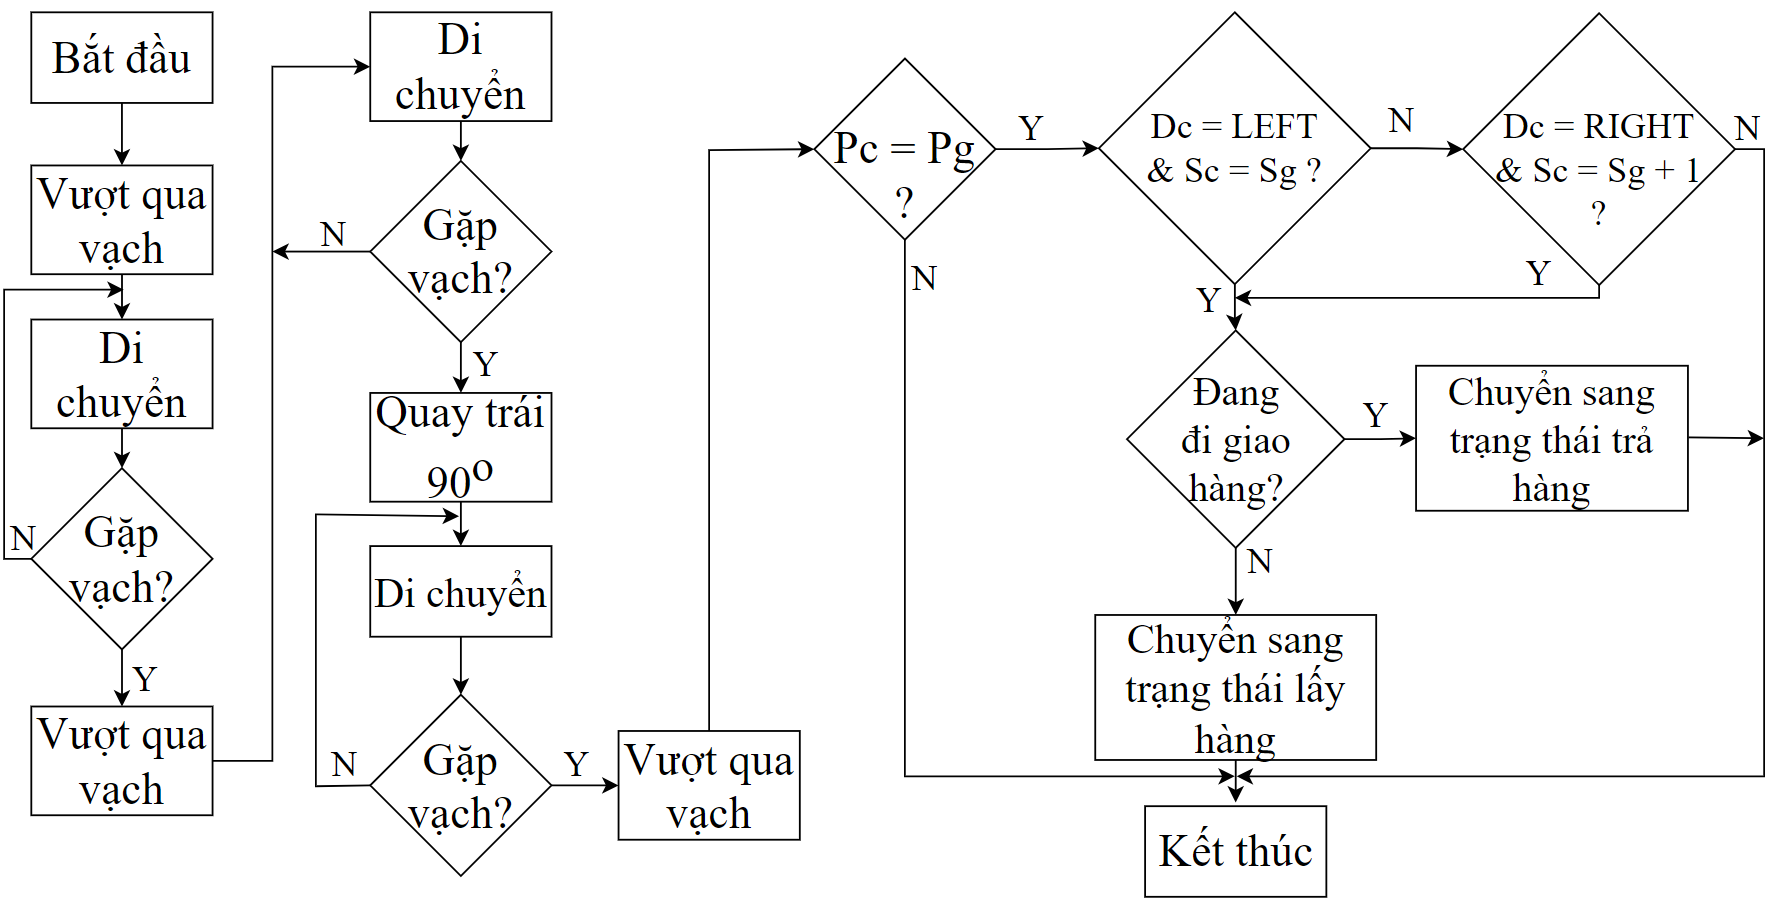 Bắt đầu
Vượt qua
vạch
Di
chuyển
Gặp
vạch?
N
Y
Vượt qua
vạch
Di
chuyển
Gặp
vạch?
N
Y
Quay trái
90º
Di chuyển
Gặp
vạch?
N
Y
Vượt qua
vạch
Pc = Pg
?
Y
N
Dc = LEFT
& Sc = Sg ?
N
Y
Dc = RIGHT
& Sc = Sg + 1
?
N
Y
Đang
đi giao
hàng?
Y
N
Chuyển sang
trạng thái trả
hàng
Chuyển sang
trạng thái lấy
hàng
Kết thúc